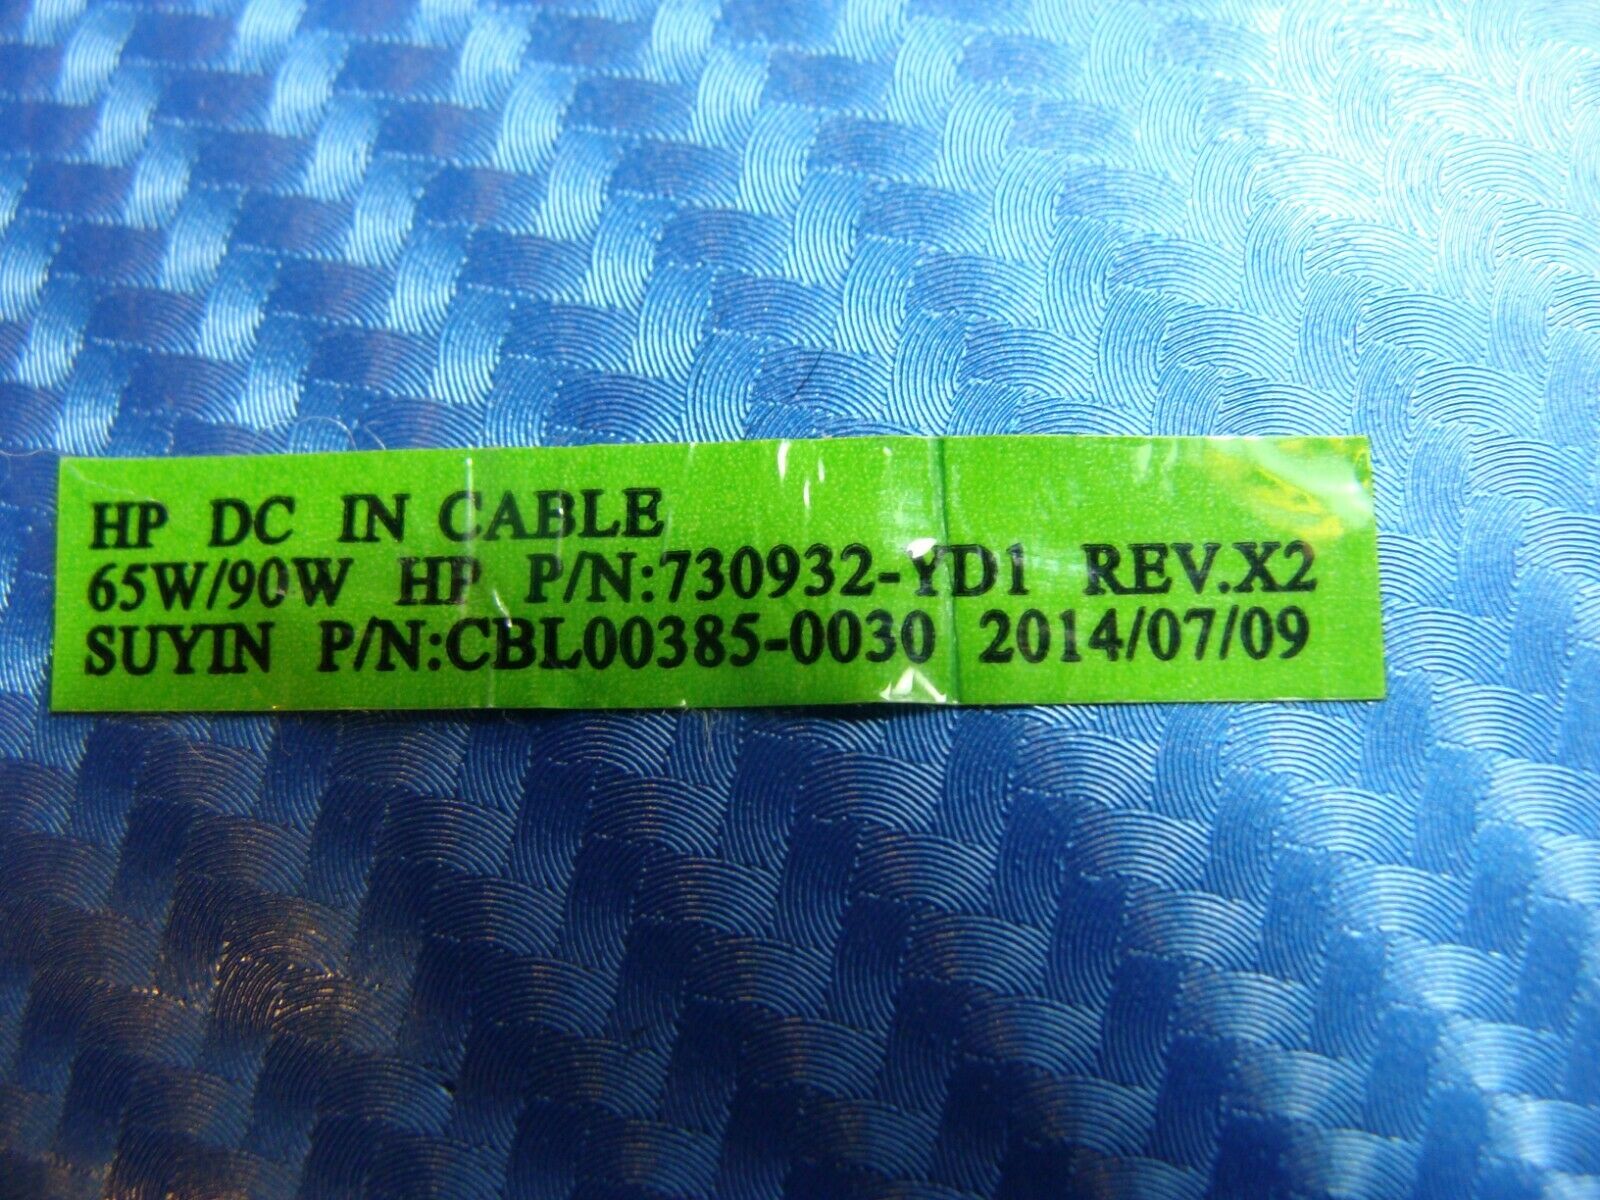 HP DC IN CABLE
65W/90W HP P/N:730932-YD1 REV.X2
SUYIN P/N:CBL00385-0030 2014/07/09